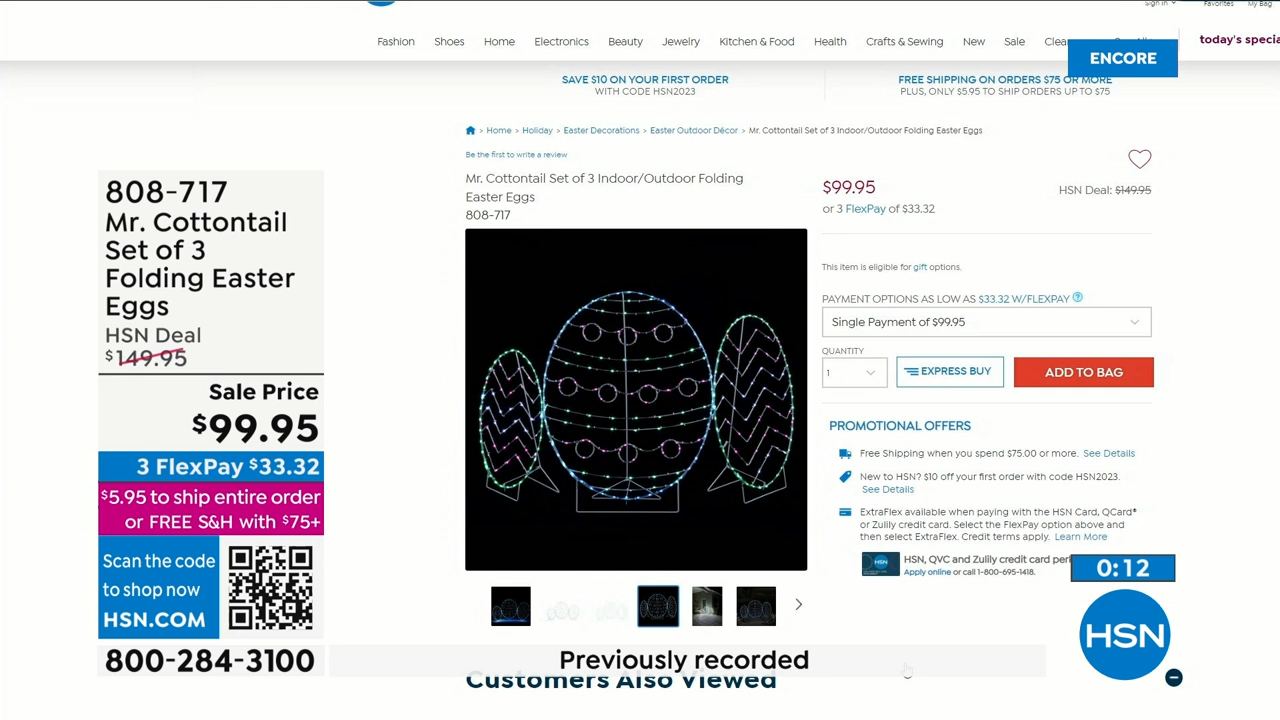 Sign in
Favorites
My Bag
Fashion
Shoes
Home
Electronics
Beauty
Jewelry
Kitchen & Food
Health
Crafts & Sewing
New
Sale
today's specia
ENCORE
SAVE $10 ON YOUR FIRST ORDER
WITH CODE HSN2023
FREE SHIPPING ON ORDERS $75 OR MORE
PLUS, ONLY $5.95 TO SHIP ORDERS UP TO $75
> Home > Holiday > Easter Decorations > Easter Outdoor Décor > Mr. Cottontail Set of 3 Indoor/Outdoor Folding Easter Eggs
Be the first to write a review
Mr. Cottontail Set of 3 Indoor/Outdoor Folding
Easter Eggs
808-717
$99.95
HSN Deal: $149.95
or 3 FlexPay of $33.32
This item is eligible for gift options.
PAYMENT OPTIONS AS LOW AS $33.32 W/FLEXPAY ?
Single Payment of $99.95
QUANTITY
1
EXPRESS BUY
ADD TO BAG
PROMOTIONAL OFFERS
Free Shipping when you spend $75.00 or more. See Details
New to HSN? $10 off your first order with code HSN2023.
See Details
ExtraFlex available when paying with the HSN Card, QCard®
or Zulily credit card. Select the FlexPay option above and
then select ExtraFlex. Credit terms apply. Learn More
HSN, QVC and Zulily credit card
Apply online or call 1-800-695-1418.
808-717
Mr. Cottontail
Set of 3
Folding Easter
Eggs
HSN Deal
$149.95
Sale Price
$99.95
3 FlexPay $33.32
$5.95 to ship entire order
or FREE S&H with $75+
Scan the code
to shop now
HSN.COM
800-284-3100
0:12
HSN
Previously recorded
Customers Also Viewed